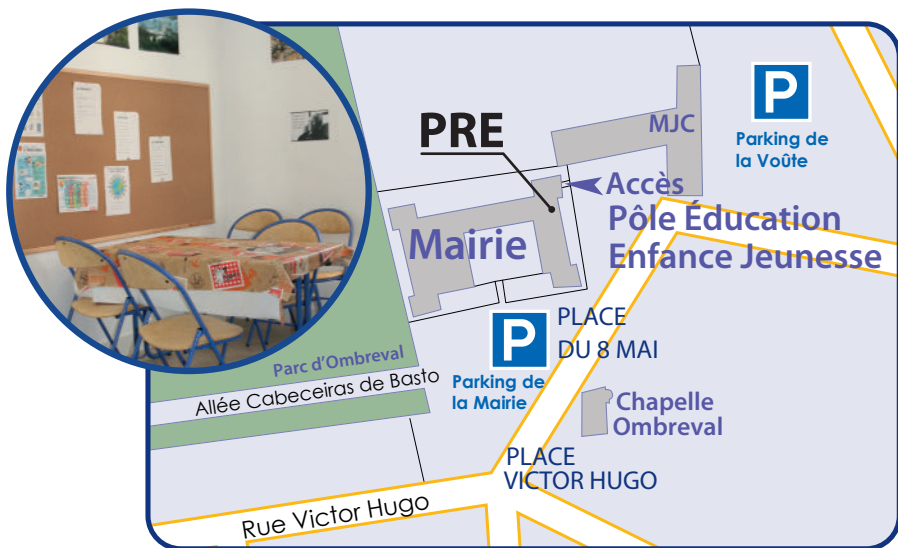 PRE
MJC
P
Parking de
la Voûte
Accès
Pôle Éducation
Enfance Jeunesse
Mairie
P
Parking de
la Mairie
PLACE
DU 8 MAI
Parc d'Ombreval
Allée Cabeceiras de Basto
Chapelle
Ombreval
PLACE
VICTOR HUGO
Rue Victor Hugo